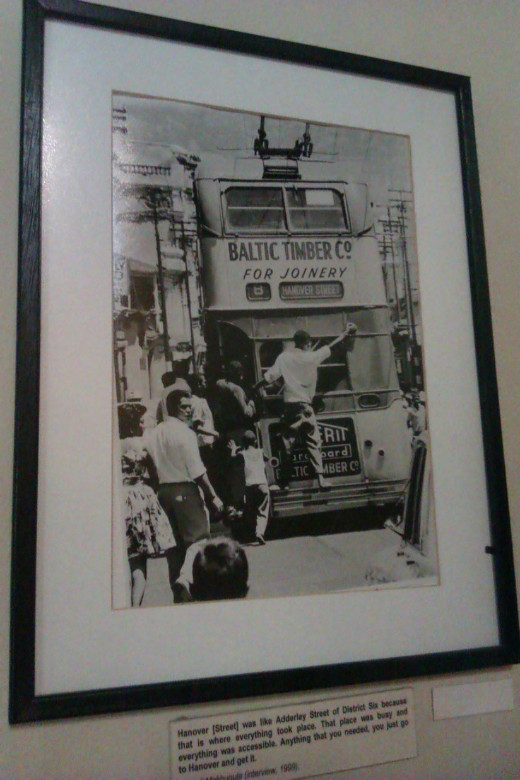 BALTIC TIMBER Cº
FOR JOINERY
HANOVER STREET
BALTIC TIMBER Cº
Hanover [Street] was like Adderley Street of District Six because
that is where everything took place. That place was busy and
everything was accessible. Anything that you needed, you just go
to Hanover and get it.
(interview, 1999).